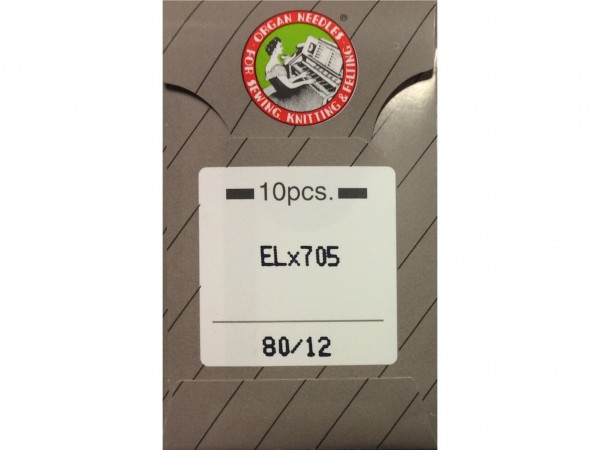 ORGAN NEEDLES
®
· FOR SEWING, KNITTING & FELTING ·
10pcs.
ELx705
80/12